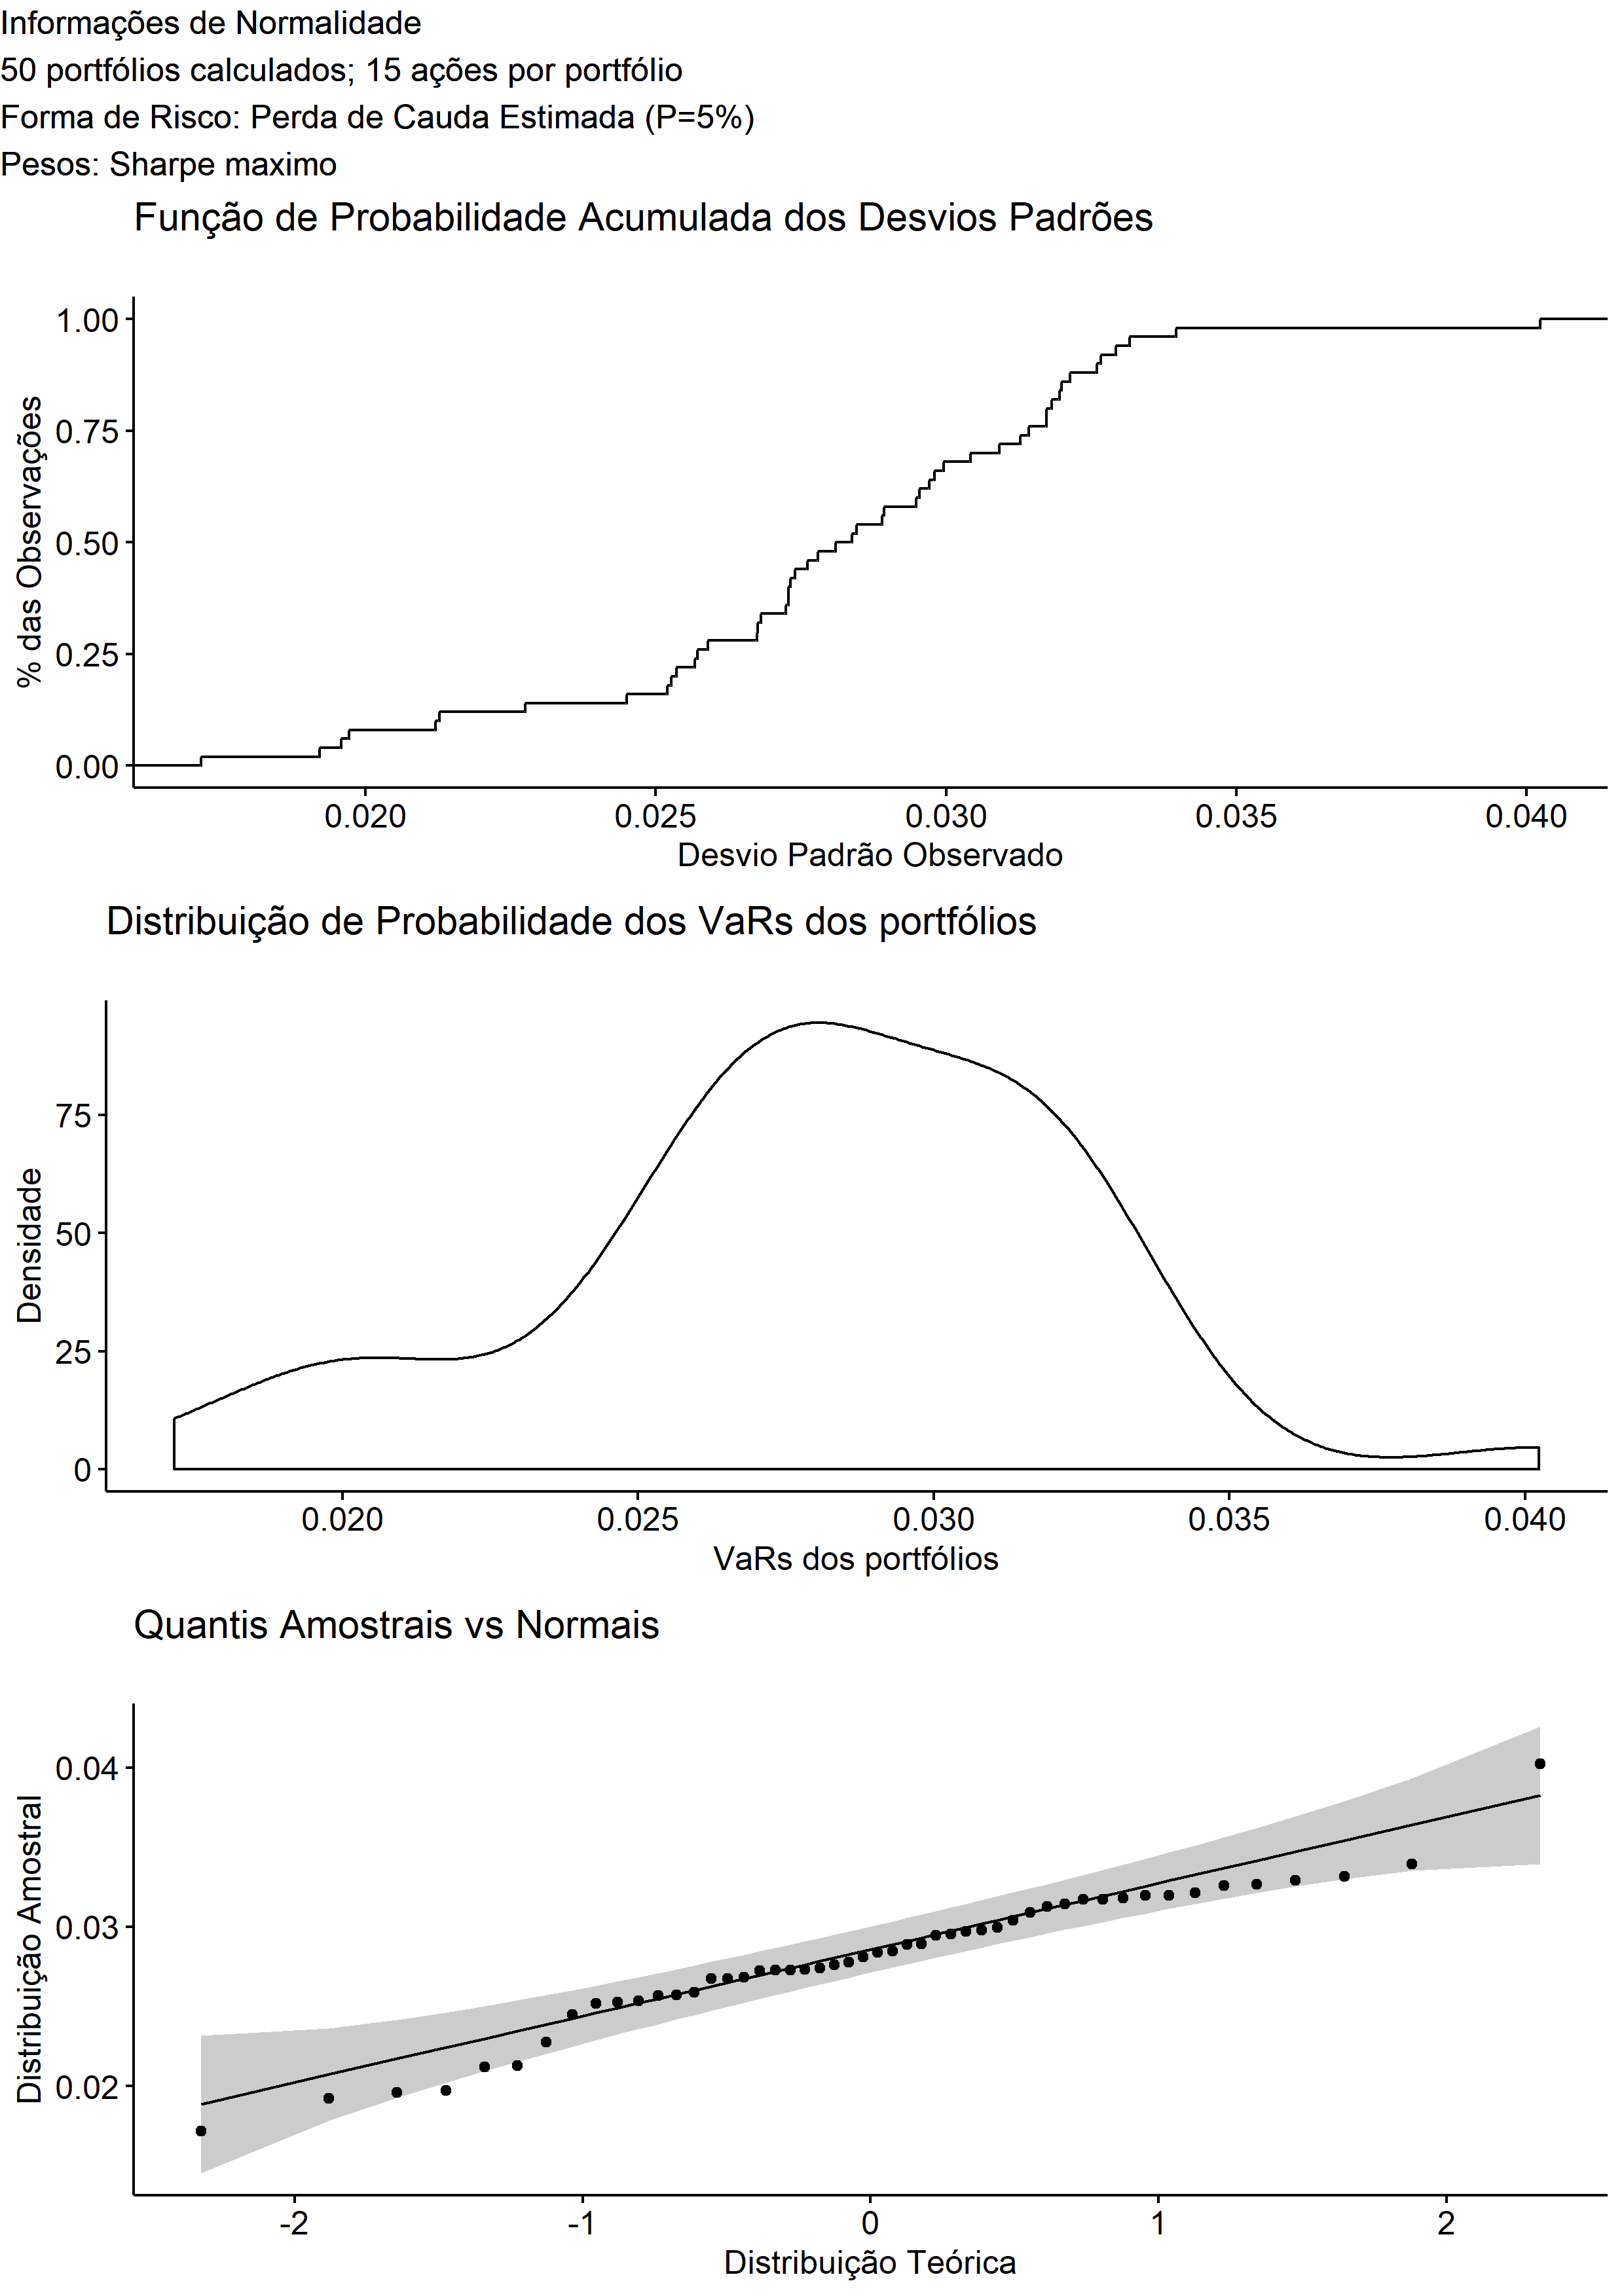 Informações de Normalidade
50 portfólios calculados; 15 ações por portfólio
Forma de Risco: Perda de Cauda Estimada (P=5%)
Pesos: Sharpe maximo
Função de Probabilidade Acumulada dos Desvios Padrões
1.00
0.75
0.50
0.25
0.00
% das Observações
0.020 0.025 0.030 0.035 0.040
Desvio Padrão Observado
Distribuição de Probabilidade dos VaRs dos portfólios
75
50
25
0
Densidade
0.020 0.025 0.030 0.035 0.040
VaRs dos portfólios
Quantis Amostrais vs Normais
0.04
0.03
0.02
Distribuição Amostral
-2 -1 0 1 2
Distribuição Teórica